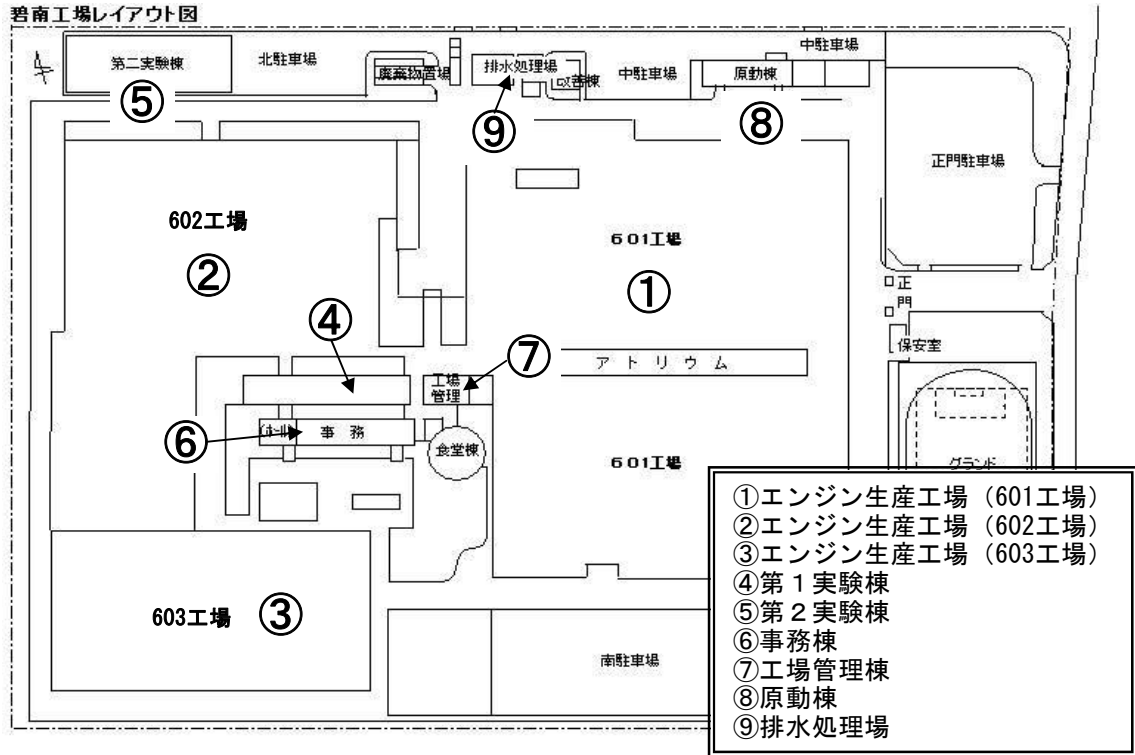 碧南工場レイアウト図
第二実験棟
北駐車場
廃棄物置場
排水処理場
改善棟
中駐車場
原動棟
中駐車場
⑤
⑨
⑧
正門駐車場
602工場
②
601工場
①
正
門
④
⑦
アトリウム
保安室
工場
管理
⑥
ホール
事務
食堂棟
601工場
グランド
603工場
③
南駐車場
①エンジン生産工場（601工場）
②エンジン生産工場（602工場）
③エンジン生産工場（603工場）
④第１実験棟
⑤第２実験棟
⑥事務棟
⑦工場管理棟
⑧原動棟
⑨排水処理場